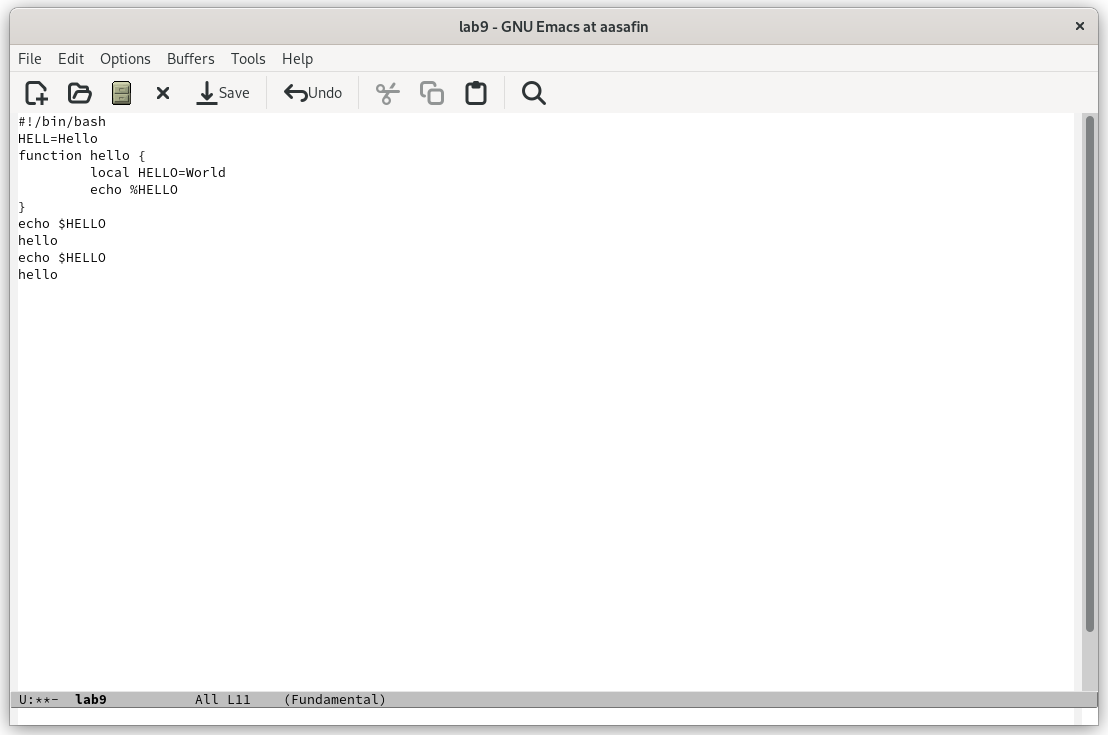 lab9 - GNU Emacs at aasafin
File Edit Options Buffers Tools Help
Save Undo
#!/bin/bash
HELL=Hello
function hello {
        local HELLO=World
        echo %HELLO
}
echo $HELLO
hello
echo $HELLO
hello
U:**-  lab9           All L11    (Fundamental)